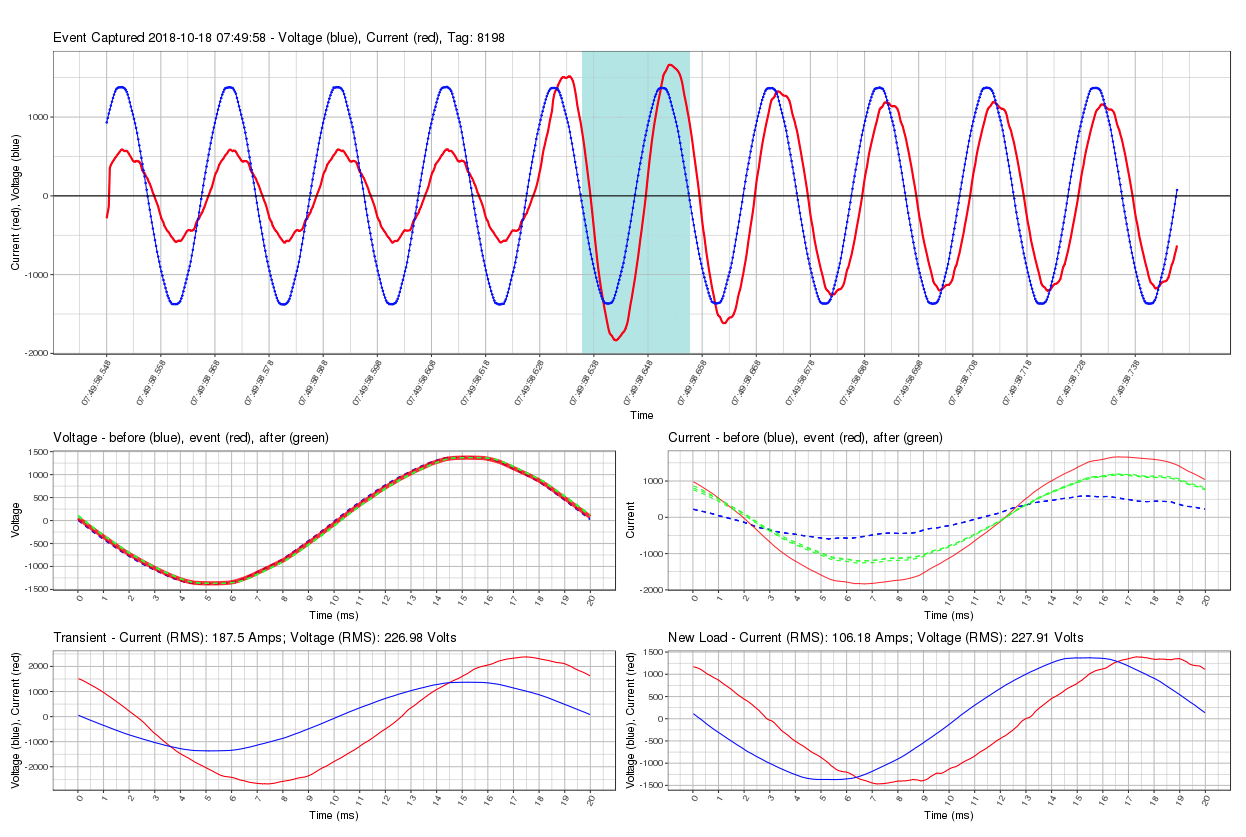 Event Captured 2018-10-18 07:49:58 - Voltage (blue), Current (red), Tag: 8198
Current (red), Voltage (blue)
1000
0
-1000
-2000
07:49:58.548
07:49:58.558
07:49:58.568
07:49:58.578
07:49:58.588
07:49:58.598
07:49:58.608
07:49:58.618
07:49:58.628
07:49:58.638
07:49:58.648
07:49:58.658
07:49:58.668
07:49:58.678
07:49:58.688
07:49:58.698
07:49:58.708
07:49:58.718
07:49:58.728
07:49:58.738
Time
Voltage - before (blue), event (red), after (green)
Voltage
1500
1000
500
0
-500
-1000
-1500
0 1 2 3 4 5 6 7 8 9 10 11 12 13 14 15 16 17 18 19 20
Time (ms)
Current - before (blue), event (red), after (green)
Current
1000
0
-1000
-2000
0 1 2 3 4 5 6 7 8 9 10 11 12 13 14 15 16 17 18 19 20
Time (ms)
Transient - Current (RMS): 187.5 Amps; Voltage (RMS): 226.98 Volts
Voltage (blue), Current (red)
2000
1000
0
-1000
-2000
0 1 2 3 4 5 6 7 8 9 10 11 12 13 14 15 16 17 18 19 20
Time (ms)
New Load - Current (RMS): 106.18 Amps; Voltage (RMS): 227.91 Volts
Voltage (blue), Current (red)
1500
1000
500
0
-500
-1000
-1500
0 1 2 3 4 5 6 7 8 9 10 11 12 13 14 15 16 17 18 19 20
Time (ms)